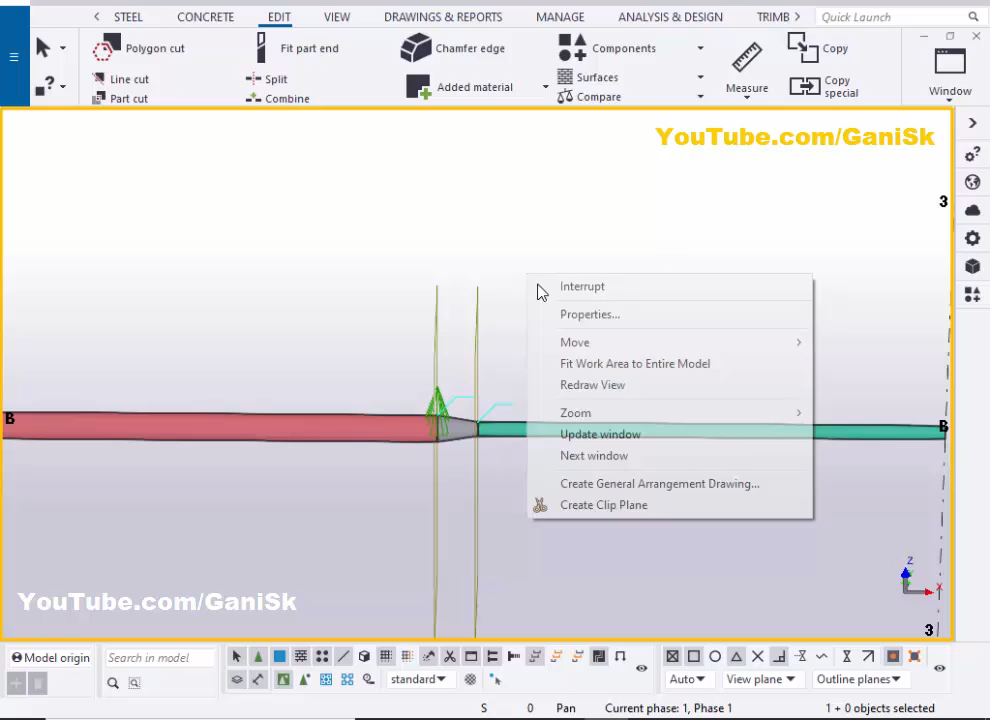 STEEL CONCRETE EDIT VIEW DRAWINGS & REPORTS MANAGE ANALYSIS & DESIGN TRIMB Quick Launch
Polygon cut Fit part end Chamfer edge Components Copy
Line cut Split Surfaces Copy special
Part cut Combine Added material Compare Measure Window
YouTube.com/GaniSk
3
Interrupt
Properties...
Move
Fit Work Area to Entire Model
Redraw View
Zoom
B
B
Update window
Next window
Create General Arrangement Drawing...
Create Clip Plane
Z
X
YouTube.com/GaniSk
3
Model origin Search in model
standard Auto View plane Outline planes
S 0 Pan Current phase: 1, Phase 1 1 + 0 objects selected